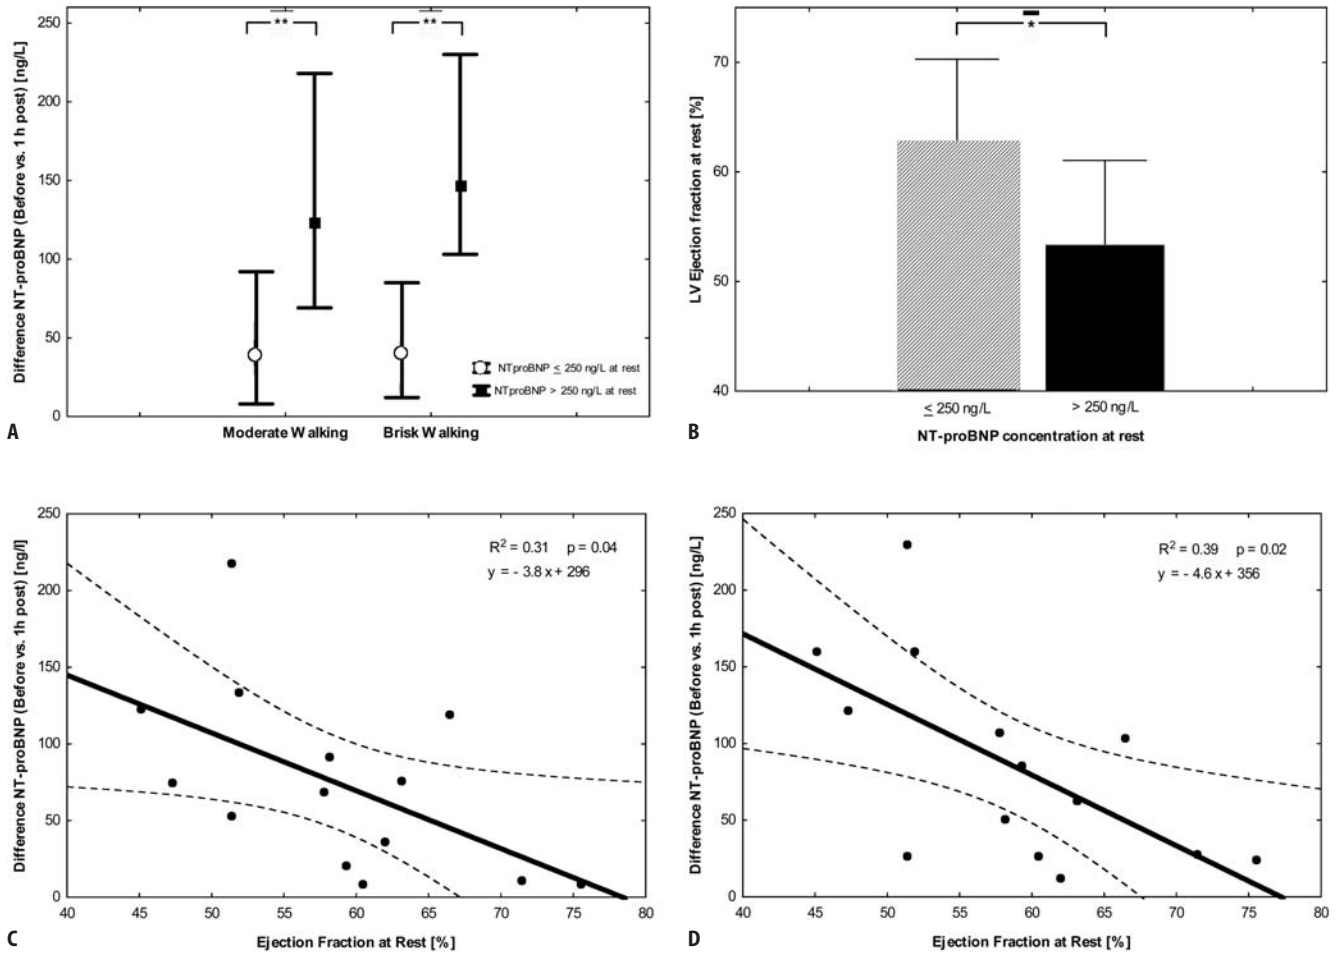 Difference NT-proBNP (Before vs. 1 h post) [ng/L]
250
200
150
100
50
0
**
**
NTproBNP ≤ 250 ng/L at rest
NTproBNP > 250 ng/L at rest
Moderate Walking
Brisk Walking
A
LV Ejection fraction at rest [%]
70
60
50
40
*
≤ 250 ng/L
> 250 ng/L
NT-proBNP concentration at rest
B
Difference NT-proBNP (Before vs. 1h post) [ng/l]
250
200
150
100
50
0
R² = 0.31 p = 0.04
y = - 3.8 x + 296
40 45 50 55 60 65 70 75 80
Ejection Fraction at Rest [%]
C
Difference NT-proBNP (Before vs. 1h post) [ng/L]
250
200
150
100
50
0
R² = 0.39 p = 0.02
y = - 4.6 x + 356
40 45 50 55 60 65 70 75 80
Ejection Fraction at Rest [%]
D